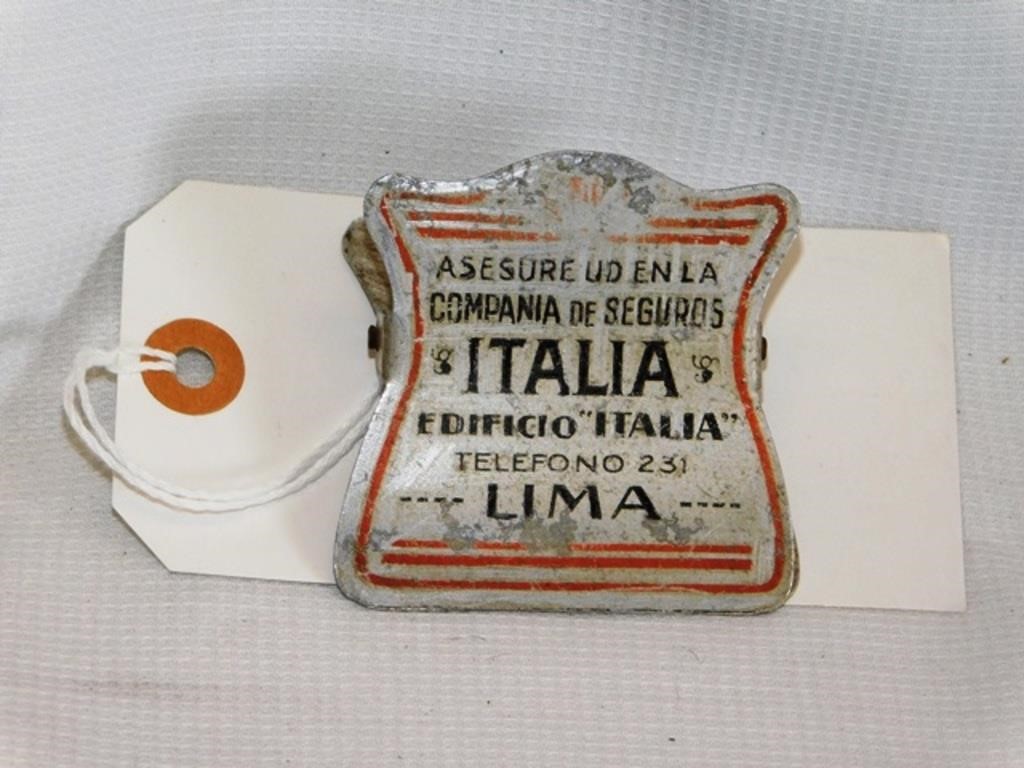 ASESURE UD EN LA
COMPANIA DE SEGUROS
ITALIA
EDIFICIO "ITALIA"
TELEFONO 231
---- LIMA ----